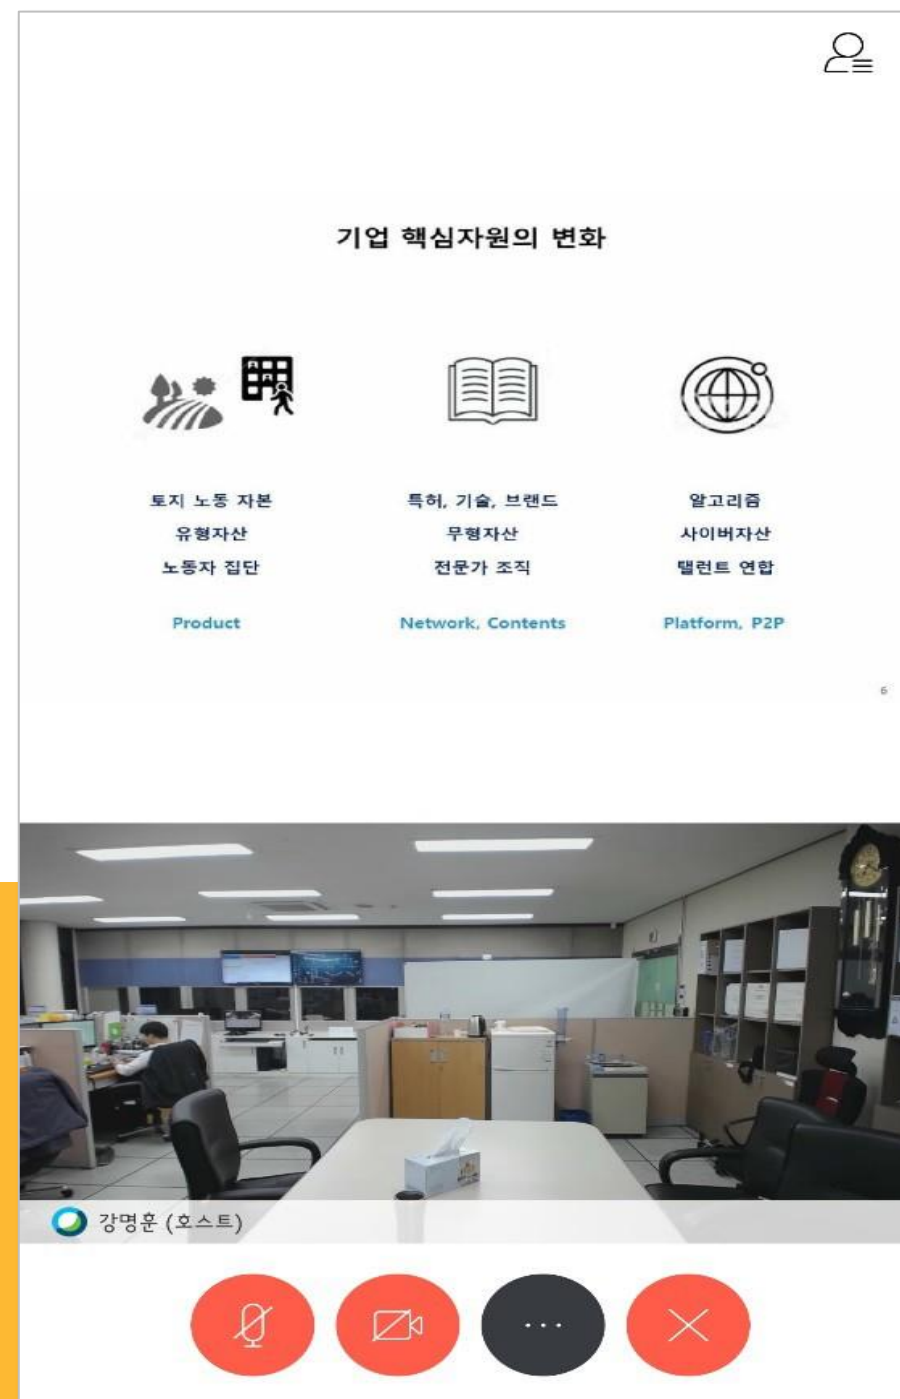 기업 핵심자원의 변화
토지 노동 자본
유형자산
노동자 집단
Product
특허, 기술, 브랜드
무형자산
전문가 조직
Network, Contents
알고리즘
사이버자산
탤런트 연합
Platform, P2P
6
강명훈 (호스트)